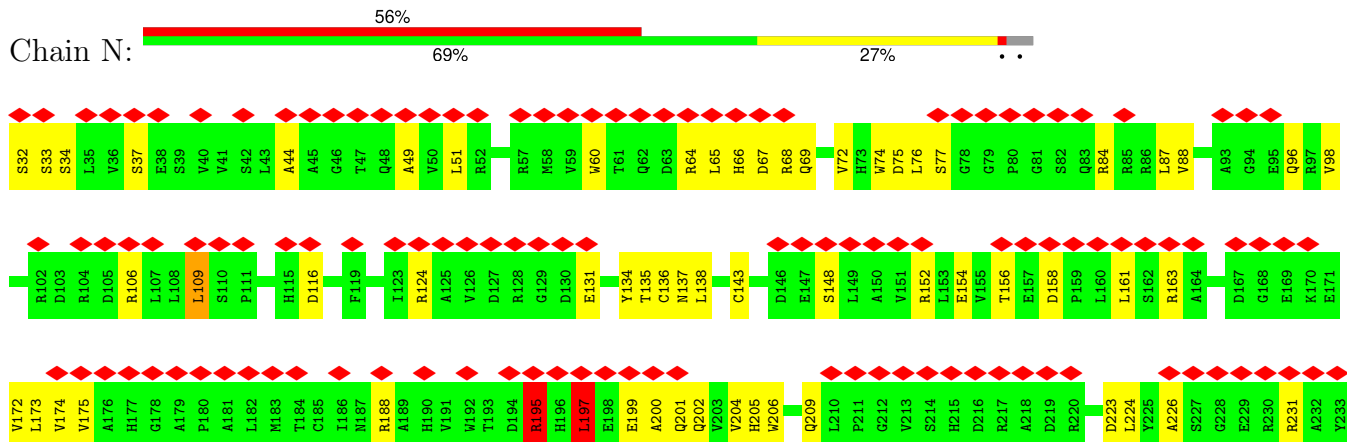 56%
Chain N:
69% 27% • •
S32 S33 S34 L35 V36 S37 E38 S39 V40 V41 S42 L43 A44 A45 G46 T47 Q48 A49 V50 L51 R52 R57 M58 V59 W60 T61 Q62 D63 R64 L65 H66 D67 R68 Q69 V72 H73 W74 D75 L76 S77 G78 G79 P80 G81 S82 Q83 R84 R85 R86 L87 V88 A93 G94 E95 Q96 R97 V98
R102 D103 R104 D105 R106 L107 L108 L109 S110 P111 H115 D116 F119 I123 R124 A125 V126 D127 R128 G129 D130 E131 Y134 T135 C136 N137 L138 C143 D146 E147 S148 L149 A150 V151 R152 L153 E154 V155 T156 E157 D158 P159 L160 L161 S162 R163 A164 D167 G168 E169 K170 E171
V172 L173 V174 V175 A176 H177 G178 A179 P180 A181 L182 M183 T184 C185 I186 N187 R188 A189 H190 V191 W192 T193 D194 R195 H196 L197 E198 E199 A200 Q201 Q202 V203 V204 H205 W206 Q209 L210 P211 G212 V213 S214 H215 D216 R217 A218 D219 R220 D223 L224 Y225 A226 S227 G228 E229 R230 R231 A232 Y233